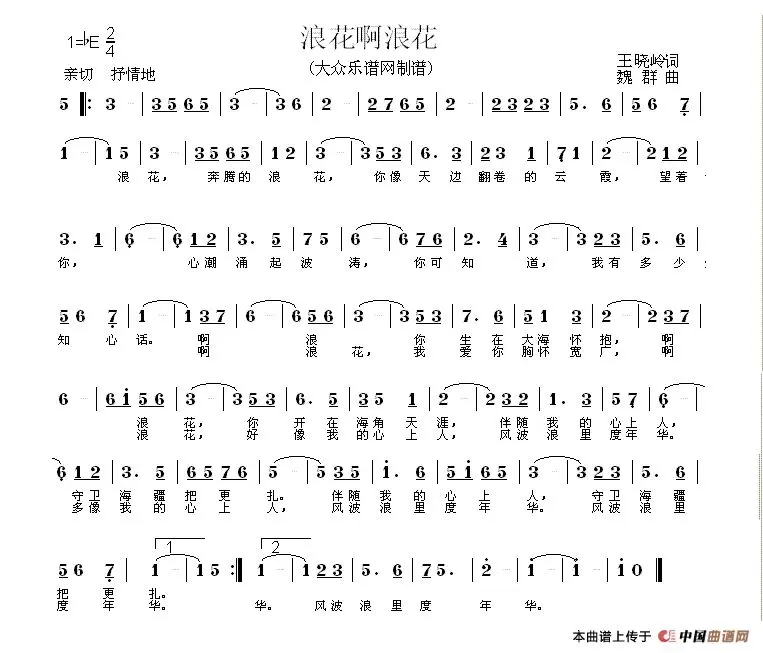 浪花啊浪花
1=♭E 2/4
(大众乐谱网制谱)
王晓岭词
亲切 抒情地
魏 群 曲
5 ‖: 3 - | 3 5 6 5 | 3 - | 3 3 6 | 2 - | 2 2 7 6 5 | 2 - | 2 2 3 2 3 | 5. 6 | 5 6 7 |
1 - | 1 1 5 | 3 - | 3 5 6 5 | 1 2 | 3 - | 3 3 5 3 | 6. 3 | 2 3 1 | 7 1 | 2 - | 2 1 2 |
浪 花, 奔腾的 浪 花, 你像 天 边 翻卷 的 云 霞, 望着
3. 1 | 6 - | 6 1 2 | 3. 5 | 7 5 | 6 - | 6 7 6 | 2. 4 | 3 - | 3 2 3 | 5. 6 |
你, 心潮 涌 起 波 涛, 你可 知 道, 我有 多 少
5 6 7 | 1 - | 1 3 7 | 6 - | 6 5 6 | 3 - | 3 5 3 | 7. 6 | 5 1 3 | 2 - | 2 3 7 |
知 心 话。 啊 浪 你 生 在 大海 怀 抱, 啊
啊 浪 花, 我 爱 你 胸怀 宽 广, 啊
6 - | 6 i 5 6 | 3 - | 3 5 3 | 6. 5 | 3 5 1 | 2 - | 2 3 2 | 1. 3 | 5 7 | 6 - |
浪 花, 你 开 在 海角 天 涯, 伴随 我 的 心上 人,
浪 花, 好 像 我 的心 上 人, 风波 浪 里 度年 华。
6 1 2 | 3. 5 | 6 5 7 6 | 5 - | 5 3 5 | 1. 6 | 5 i 6 5 | 3 - | 3 2 3 | 5. 6 |
守卫 海 疆 把 更 扎。 伴随 我 的 心 上 人, 守卫 海 疆
多像 我 的 心 上 人, 风波 浪 里 度 年 华。 风波 浪 里
1 2
5 6 7 | 1 - | 1 5 :‖ 1 - | 1 2 3 | 5. 6 | 7 5. | 2 - | i - | i 0 ‖
把 更 扎。
度 年 华。 华。 风波 浪 里 度 年 华。
本曲谱上传于 中国曲谱网